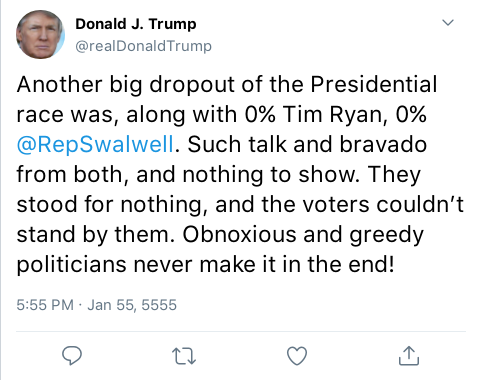 Donald J. Trump
@realDonaldTrump
Another big dropout of the Presidential
race was, along with 0% Tim Ryan, 0%
@RepSwalwell. Such talk and bravado
from both, and nothing to show. They
stood for nothing, and the voters couldn’t
stand by them. Obnoxious and greedy
politicians never make it in the end!
5:55 PM · Jan 55, 5555